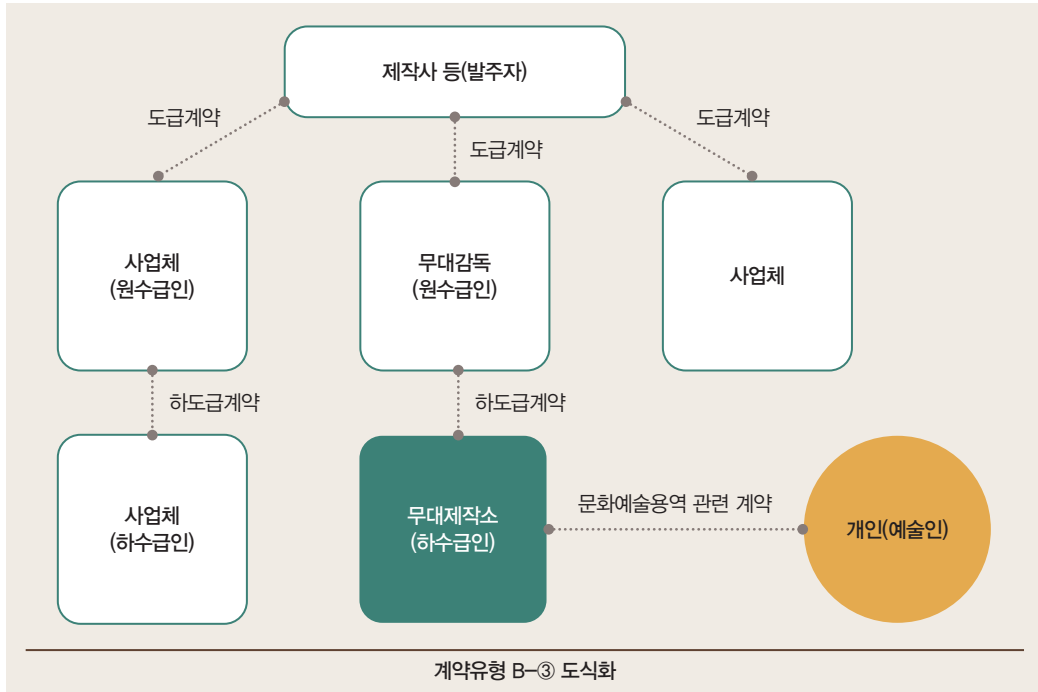 제작사 등(발주자)
도급계약
도급계약
도급계약
사업체
(원수급인)
무대감독
(원수급인)
사업체
하도급계약
하도급계약
사업체
(하수급인)
무대제작소
(하수급인)
문화예술용역 관련 계약
개인(예술인)
계약유형 B-③ 도식화